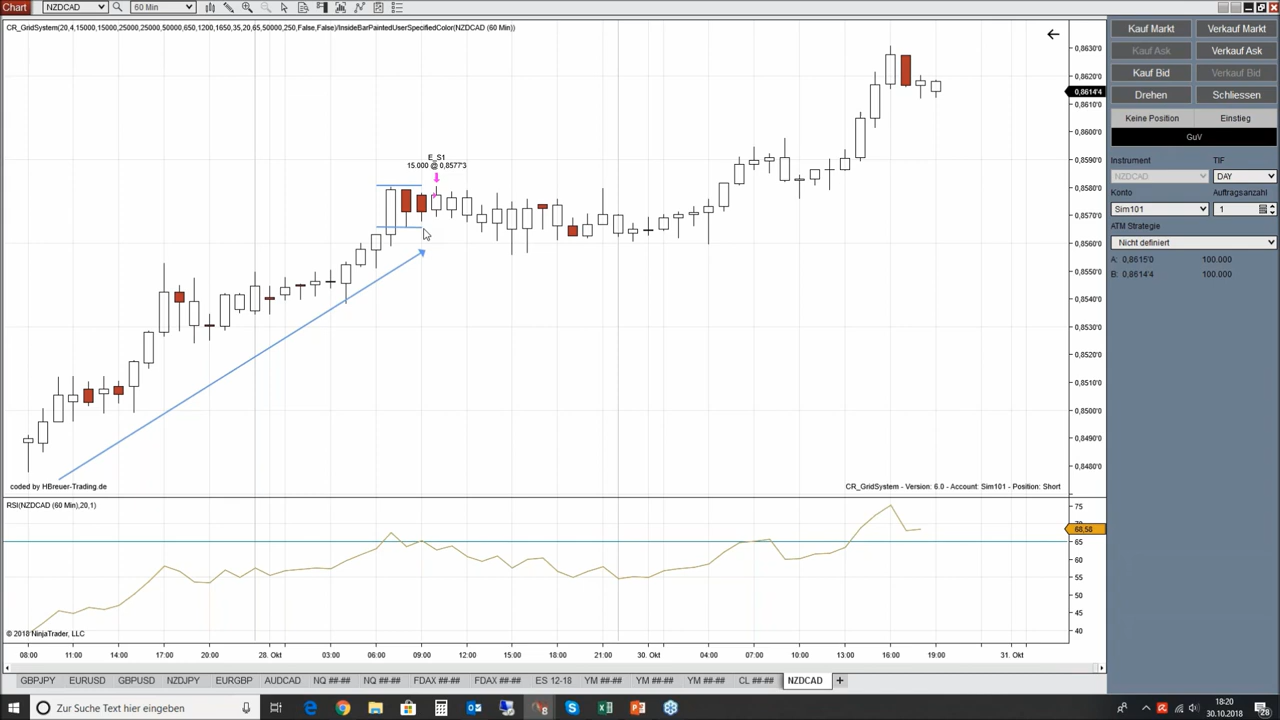 Chart NZDCAD 60 Min
CR_GridSystem(20,4,15000,15000,25000,25000,50000,650,1200,1650,35,20,65,50000,250,False,False)/InsideBarPaintedUserSpecifiedColor(NZDCAD (60 Min))
E_S1
15.000 @ 0,8577'3
0,8630'0
0,8620'0
0,8614'4
0,8610'0
0,8600'0
0,8590'0
0,8580'0
0,8570'0
0,8560'0
0,8550'0
0,8540'0
0,8530'0
0,8520'0
0,8510'0
0,8500'0
0,8490'0
0,8480'0
coded by HBreuer-Trading.de
CR_GridSystem - Version: 6.0 - Account: Sim101 - Position: Short
RSI(NZDCAD (60 Min),20,1)
75
68,58
65
60
55
50
45
40
© 2018 NinjaTrader, LLC
08:00 11:00 14:00 17:00 20:00 28. Okt 03:00 06:00 09:00 12:00 15:00 18:00 21:00 30. Okt 04:00 07:00 10:00 13:00 16:00 19:00 31. Okt
GBPJPY EURUSD GBPUSD NZDJPY EURGBP AUDCAD NQ ##-## NQ ##-## FDAX ##-## FDAX ##-## ES 12-18 YM ##-## YM ##-## YM ##-## CL ##-## NZDCAD +
Kauf Markt Verkauf Markt
Kauf Ask Verkauf Ask
Kauf Bid Verkauf Bid
Drehen Schliessen
Keine Position Einstieg
GuV
Instrument TIF
NZDCAD DAY
Konto Auftragsanzahl
Sim101 1
ATM Strategie
Nicht definiert
A: 0,8615'0 100.000
B: 0,8614'4 100.000
Zur Suche Text hier eingeben
18:20
30.10.2018
28